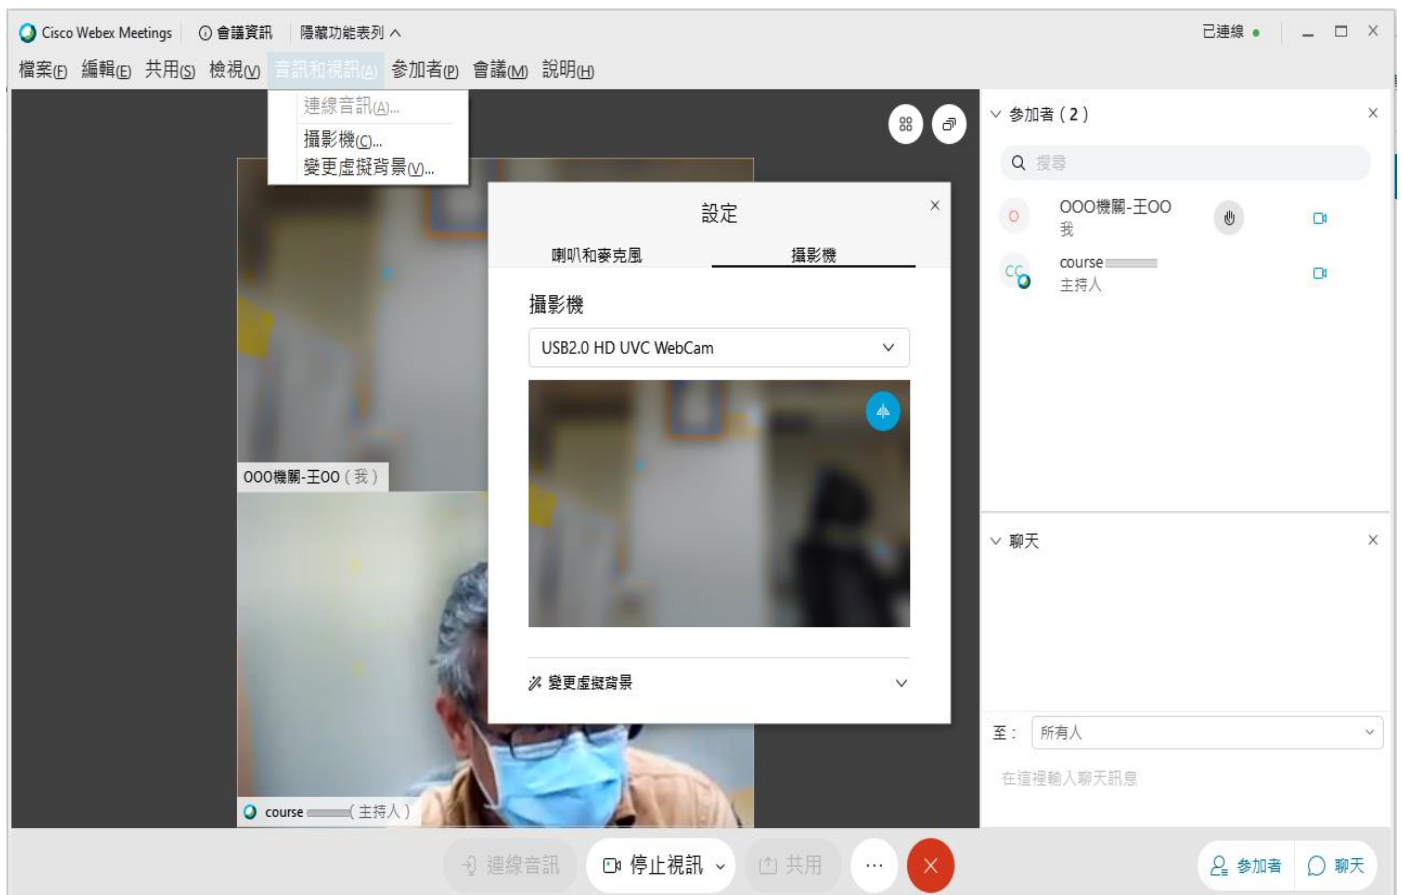 Cisco Webex Meetings
會議資訊
隱藏功能表列
已連線
檔案(F) 編輯(E) 共用(S) 檢視(V) 音訊和視訊(A) 參加者(P) 會議(M) 說明(H)
連線音訊(A)...
攝影機(C)...
變更虛擬背景(V)...
設定
喇叭和麥克風
攝影機
攝影機
USB2.0 HD UVC WebCam
變更虛擬背景
OOO機關-王OO（我）
course（主持人）
參加者（2）
搜尋
O
OOO機關-王OO
我
CC
course
主持人
聊天
至：
所有人
在這裡輸入聊天訊息
連線音訊
停止視訊
共用
參加者
聊天